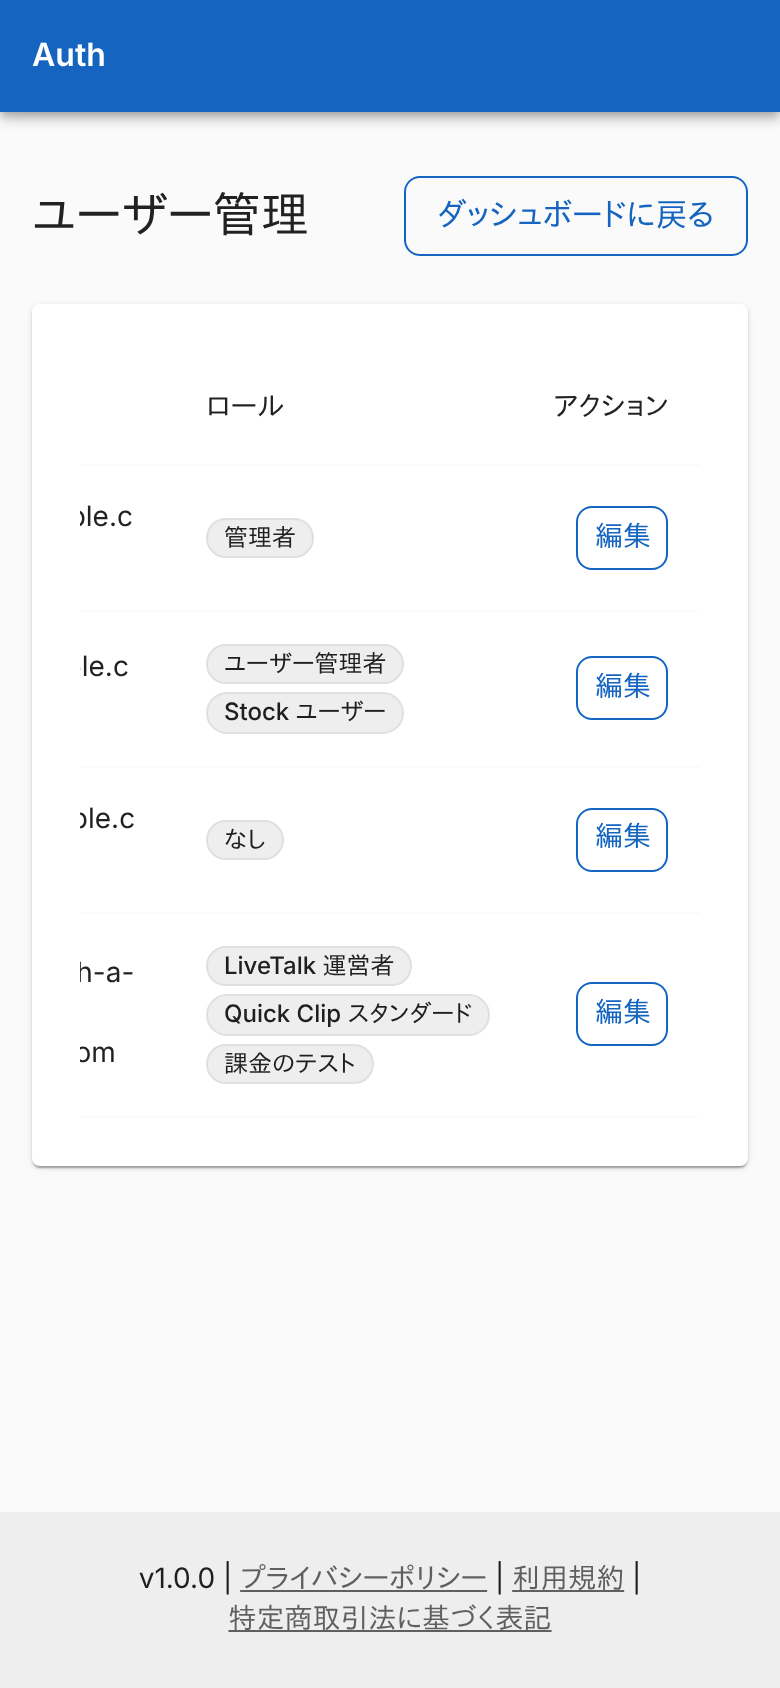 Auth
ユーザー管理
ダッシュボードに戻る
ロール アクション
ple.c
管理者
編集
le.c
ユーザー管理者
Stock ユーザー
編集
ple.c
なし
編集
h-a-
om
LiveTalk 運営者
Quick Clip スタンダード
課金のテスト
編集
v1.0.0 | プライバシーポリシー | 利用規約 |
特定商取引法に基づく表記